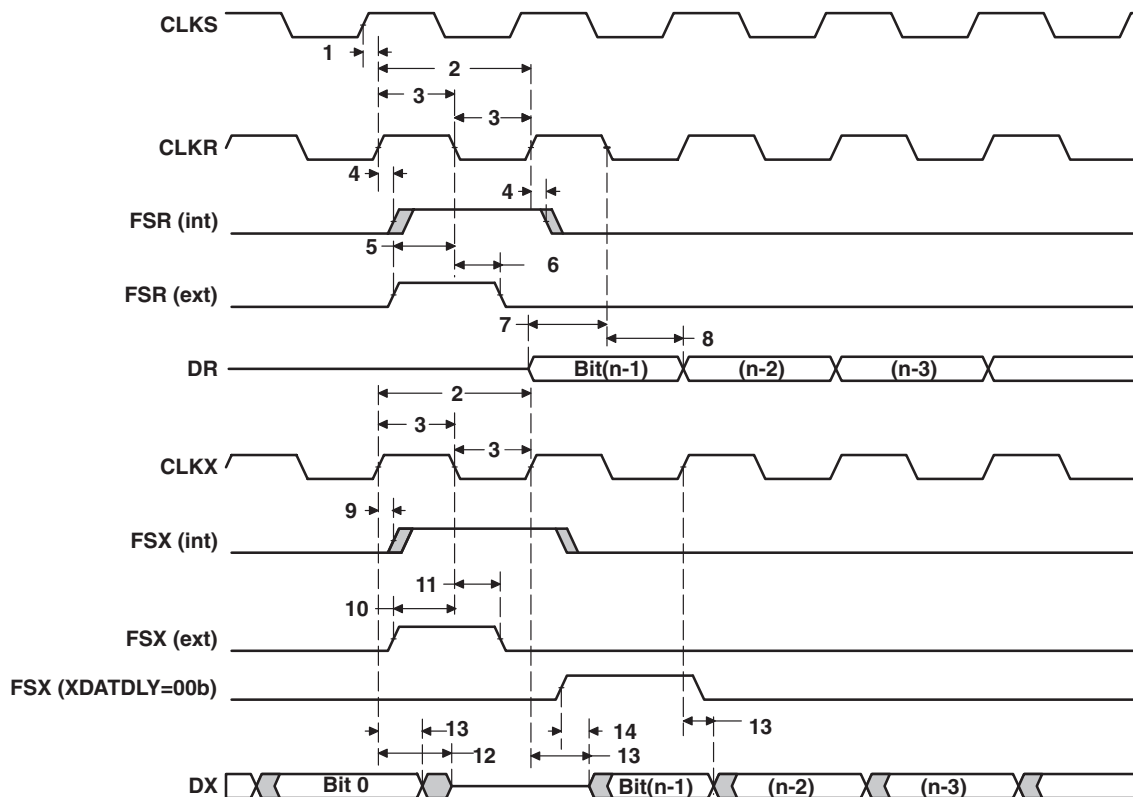 CLKS
1
2
3
3
CLKR
4
4
FSR (int)
5
6
FSR (ext)
7
8
DR
Bit(n-1)
(n-2)
(n-3)
2
3
3
CLKX
9
FSX (int)
11
10
FSX (ext)
FSX (XDATDLY=00b)
13
14
13
12
13
DX
Bit 0
Bit(n-1)
(n-2)
(n-3)